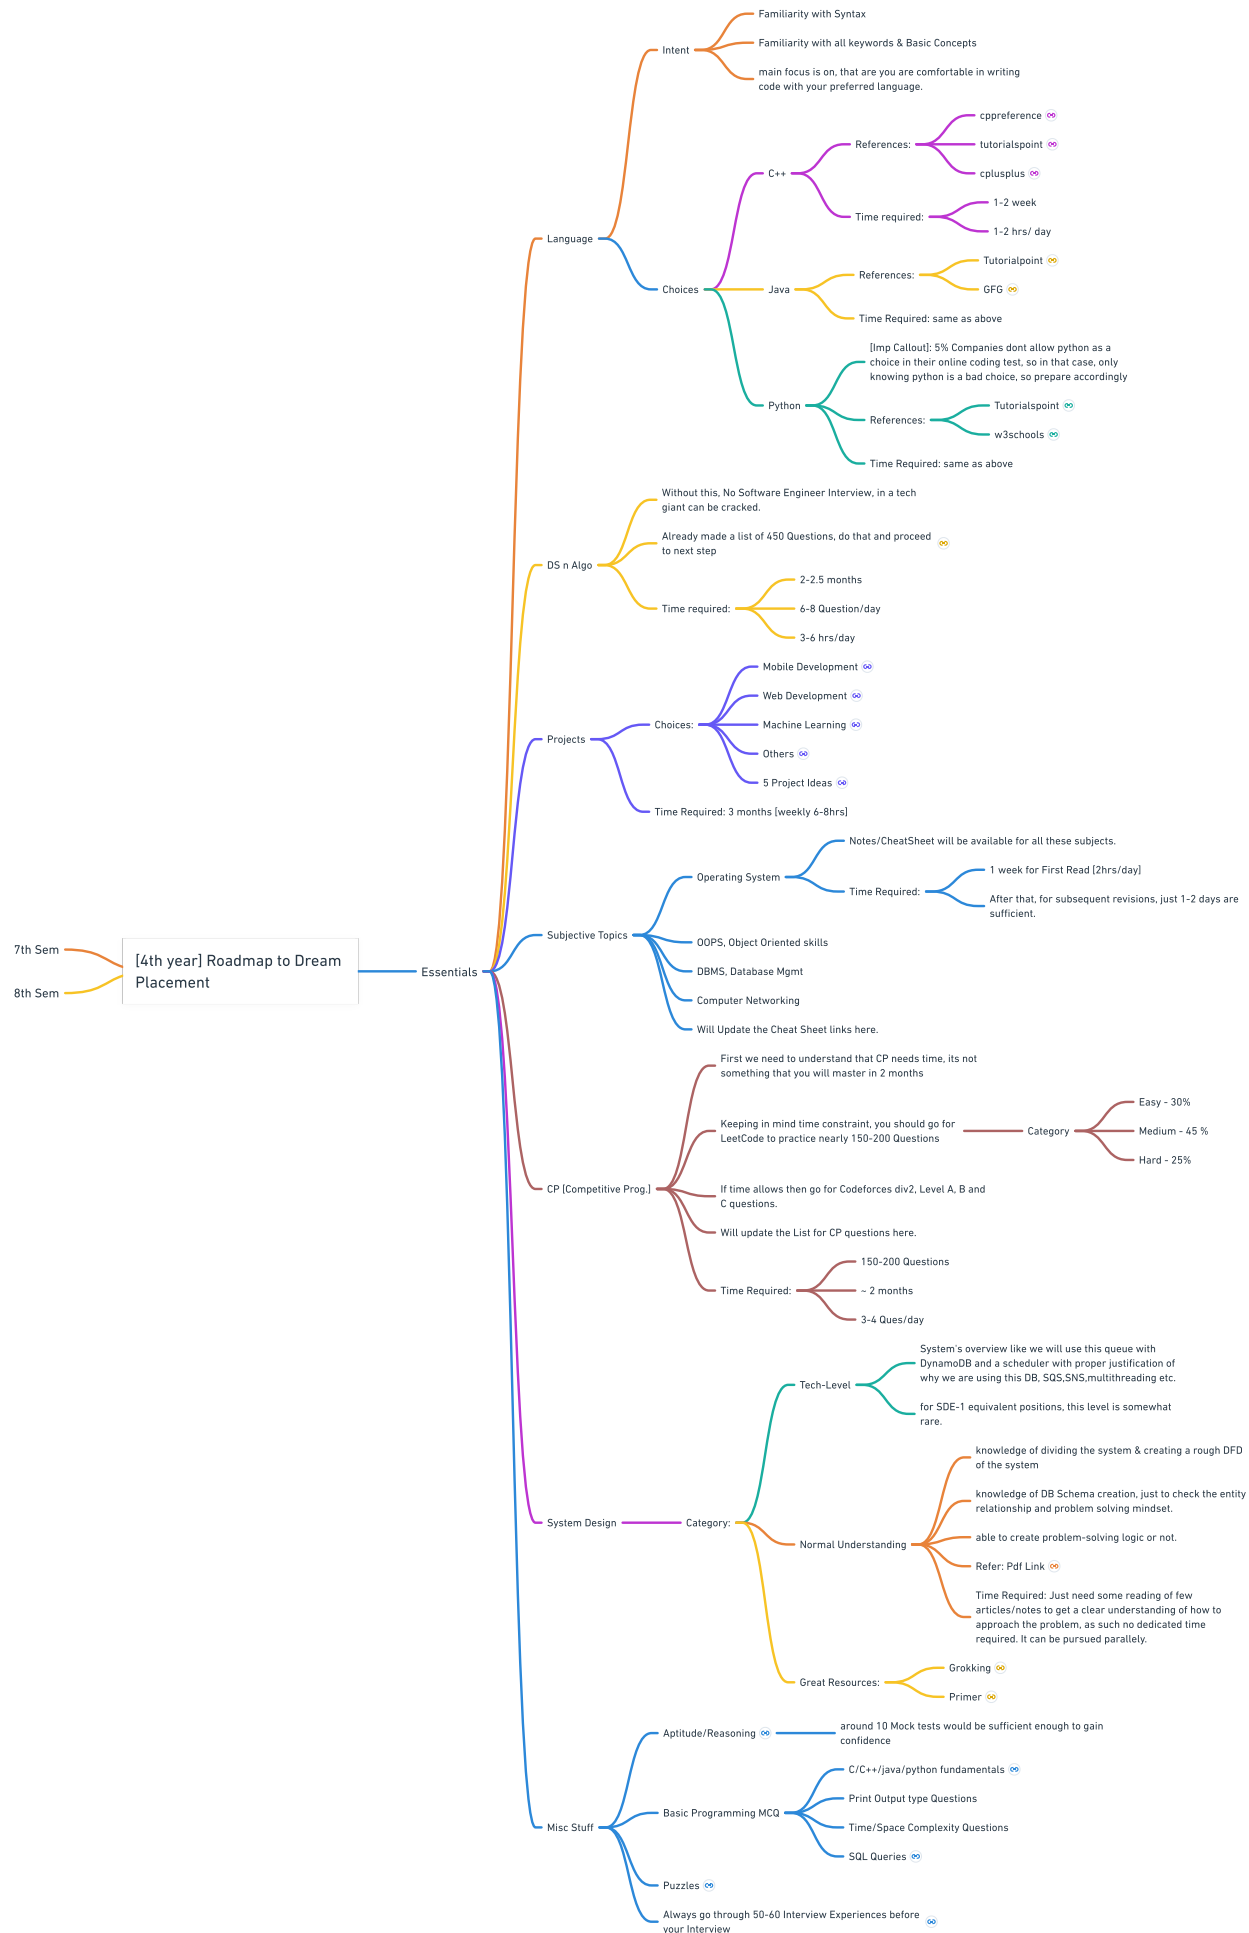 Familiarity with Syntax
Intent
Familiarity with all keywords & Basic Concepts
main focus is on, that are you are comfortable in writing
code with your preferred language.
cppreference
References:
tutorialspoint
C++
cplusplus
1-2 week
Time required:
1-2 hrs/ day
Language
Tutorialpoint
References:
Choices
Java
GFG
Time Required: same as above
[Imp Callout]: 5% Companies dont allow python as a
choice in their online coding test, so in that case, only
knowing python is a bad choice, so prepare accordingly
Python
Tutorialspoint
References:
w3schools
Time Required: same as above
Without this, No Software Engineer Interview, in a tech
giant can be cracked.
Already made a list of 450 Questions, do that and proceed
to next step
DS n Algo
2-2.5 months
Time required:
6-8 Question/day
3-6 hrs/day
Mobile Development
Web Development
Projects
Choices:
Machine Learning
Others
5 Project Ideas
Time Required: 3 months [weekly 6-8hrs]
Notes/CheatSheet will be available for all these subjects.
Operating System
1 week for First Read [2hrs/day]
Time Required:
After that, for subsequent revisions, just 1-2 days are
sufficient.
Subjective Topics
OOPS, Object Oriented skills
DBMS, Database Mgmt
Computer Networking
Will Update the Cheat Sheet links here.
7th Sem
8th Sem
[4th year] Roadmap to Dream
Placement
Essentials
First we need to understand that CP needs time, its not
something that you will master in 2 months
Keeping in mind time constraint, you should go for
LeetCode to practice nearly 150-200 Questions
Category
Easy - 30%
Medium - 45 %
Hard - 25%
CP [Competitive Prog.]
If time allows then go for Codeforces div2, Level A, B and
C questions.
Will update the List for CP questions here.
150-200 Questions
Time Required:
~ 2 months
3-4 Ques/day
System's overview like we will use this queue with
DynamoDB and a scheduler with proper justification of
why we are using this DB, SQS,SNS,multithreading etc.
Tech-Level
for SDE-1 equivalent positions, this level is somewhat
rare.
knowledge of dividing the system & creating a rough DFD
of the system
knowledge of DB Schema creation, just to check the entity
relationship and problem solving mindset.
System Design
Category:
Normal Understanding
able to create problem-solving logic or not.
Refer: Pdf Link
Time Required: Just need some reading of few
articles/notes to get a clear understanding of how to
approach the problem, as such no dedicated time
required. It can be pursued parallely.
Grokking
Great Resources:
Primer
Aptitude/Reasoning
around 10 Mock tests would be sufficient enough to gain
confidence
C/C++/java/python fundamentals
Print Output type Questions
Basic Programming MCQ
Misc Stuff
Time/Space Complexity Questions
SQL Queries
Puzzles
Always go through 50-60 Interview Experiences before
your Interview